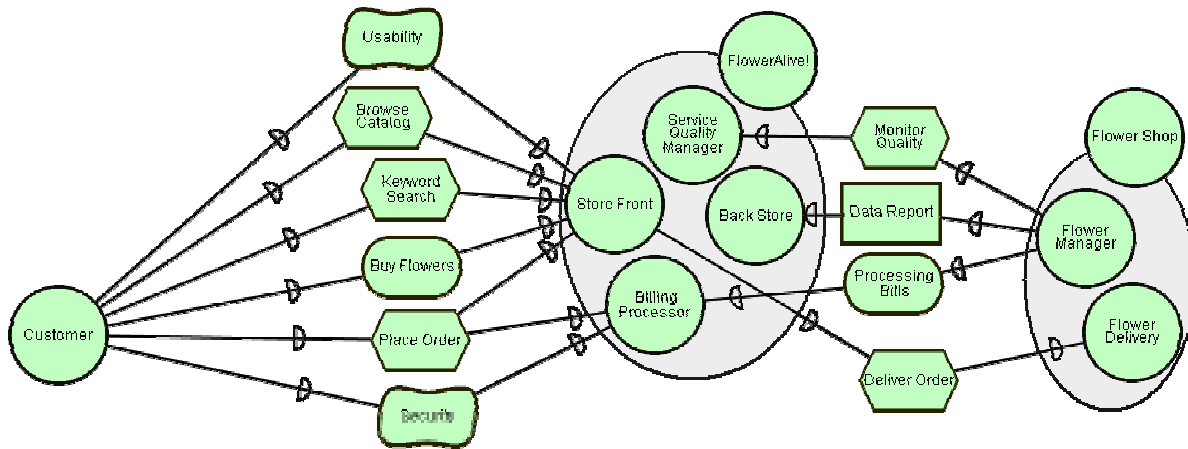 Usability
FlowerAlive!
Browse
Catalog
Service
Quality
Manager
Monitor
Quality
Flower Shop
Keyword
Search
Store Front
Back Store
Data Report
Flower
Manager
Buy Flowers
Processing
Bills
Customer
Place Order
Billing
Processor
Flower
Delivery
Deliver Order
Security